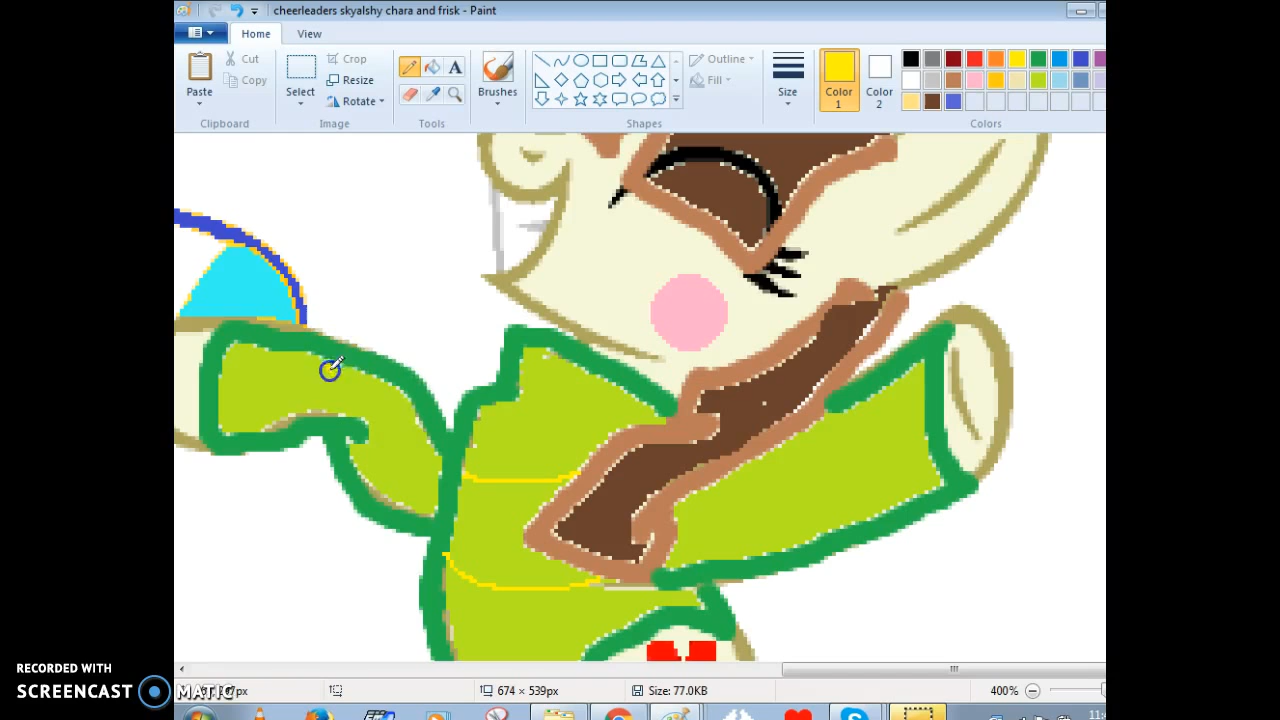 cheerleaders skyalshy chara and frisk - Paint
Home View
Paste
Cut
Copy
Clipboard
Select
Crop
Resize
Rotate
Image
A
Tools
Brushes
Shapes
Outline
Fill
Size
Color 1
Color 2
Colors
RECORDED WITH
SCREENCAST MATIC
674 × 539px
Size: 77.0KB
400%